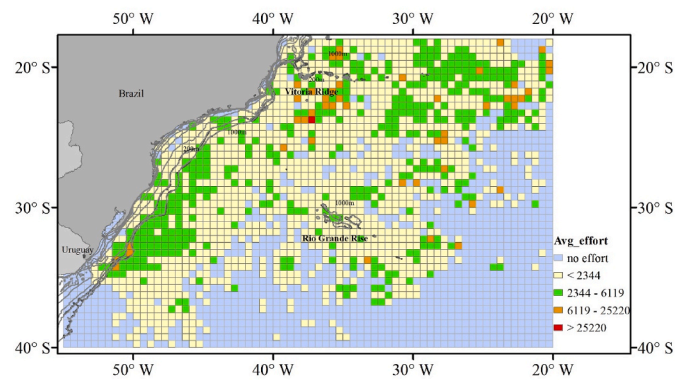 50° W 40° W 30° W 20° W
1000m
20° S 20° S
50m
Brazil
Vitoria Ridge
1000m
200m
1000m
30° S 30° S
Rio Grande Rise
Uruguay
Avg_effort
no effort
< 2344
2344 - 6119
6119 - 25220
> 25220
40° S 40° S
50° W 40° W 30° W 20° W